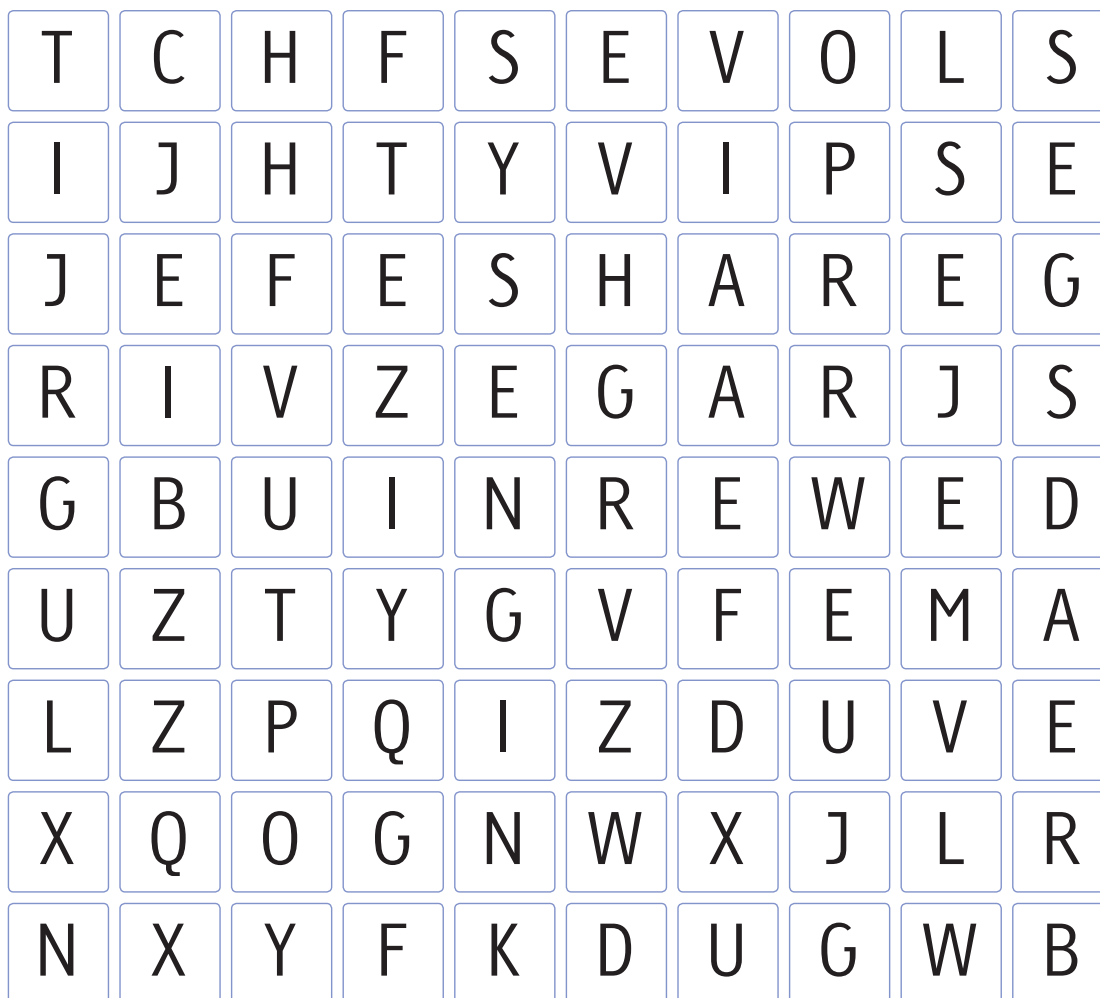 T C H F S E V O L S
I J H T Y V I P S E
J E F E S H A R E G
R I V Z E G A R J S
G B U I N R E W E D
U Z T Y G V F E M A
L Z P Q I Z D U V E
X Q O G N W X J L R
N X Y F K D U G W B